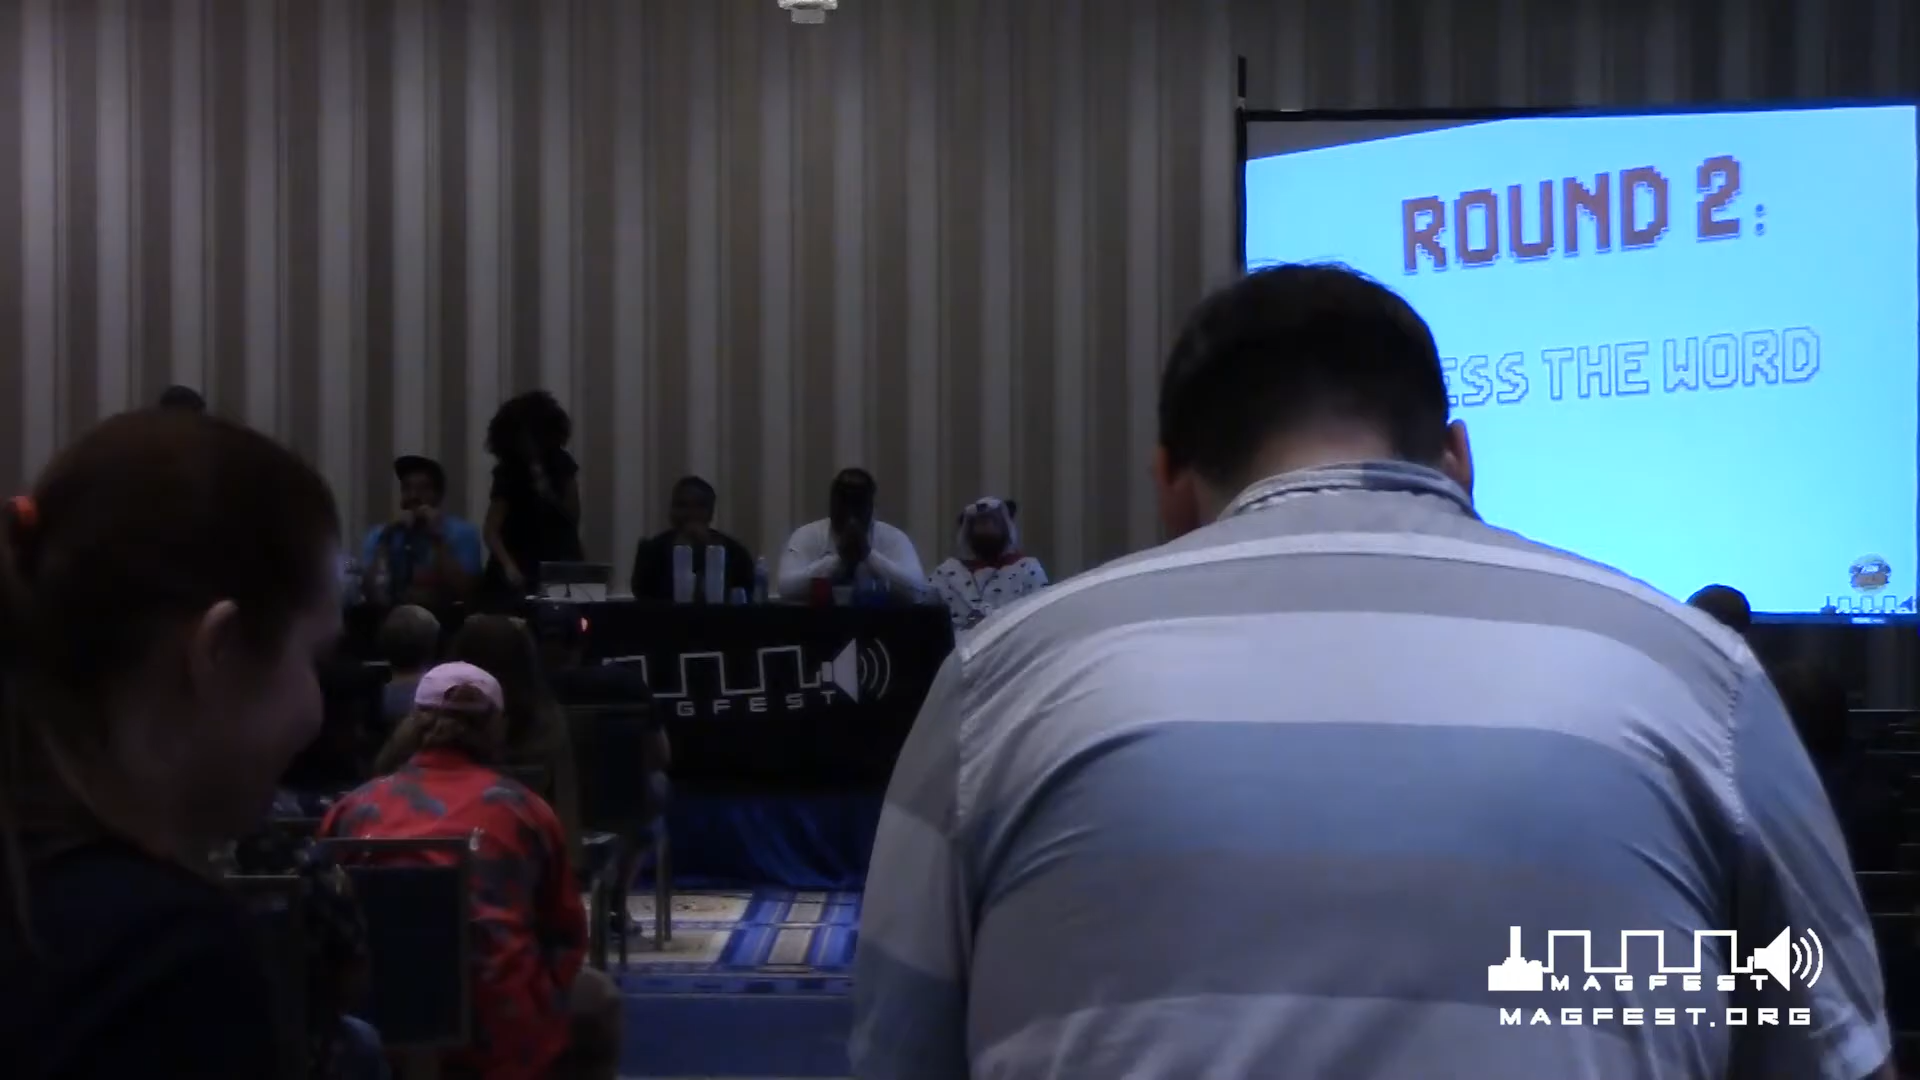 ROUND 2:
ESS THE WORD
GFEST
MAGFEST
MAGFEST.ORG